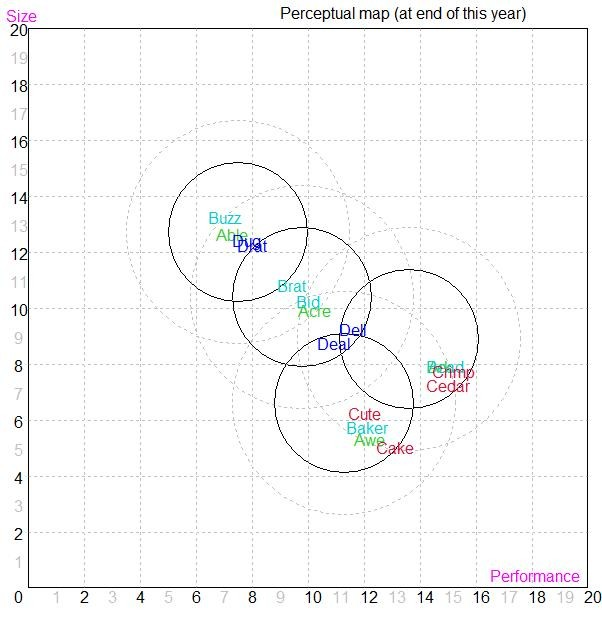 Perceptual map (at end of this year)
Size
20
19
18
17
16
15
14
13
12
11
10
9
8
7
6
5
4
3
2
1
Buzz
Able
Dug
Drat
Brat
Bid
Acre
Dell
Deal
Crimp
Cedar
Cute
Baker
Awe
Cake
Performance
0 1 2 3 4 5 6 7 8 9 10 11 12 13 14 15 16 17 18 19 20